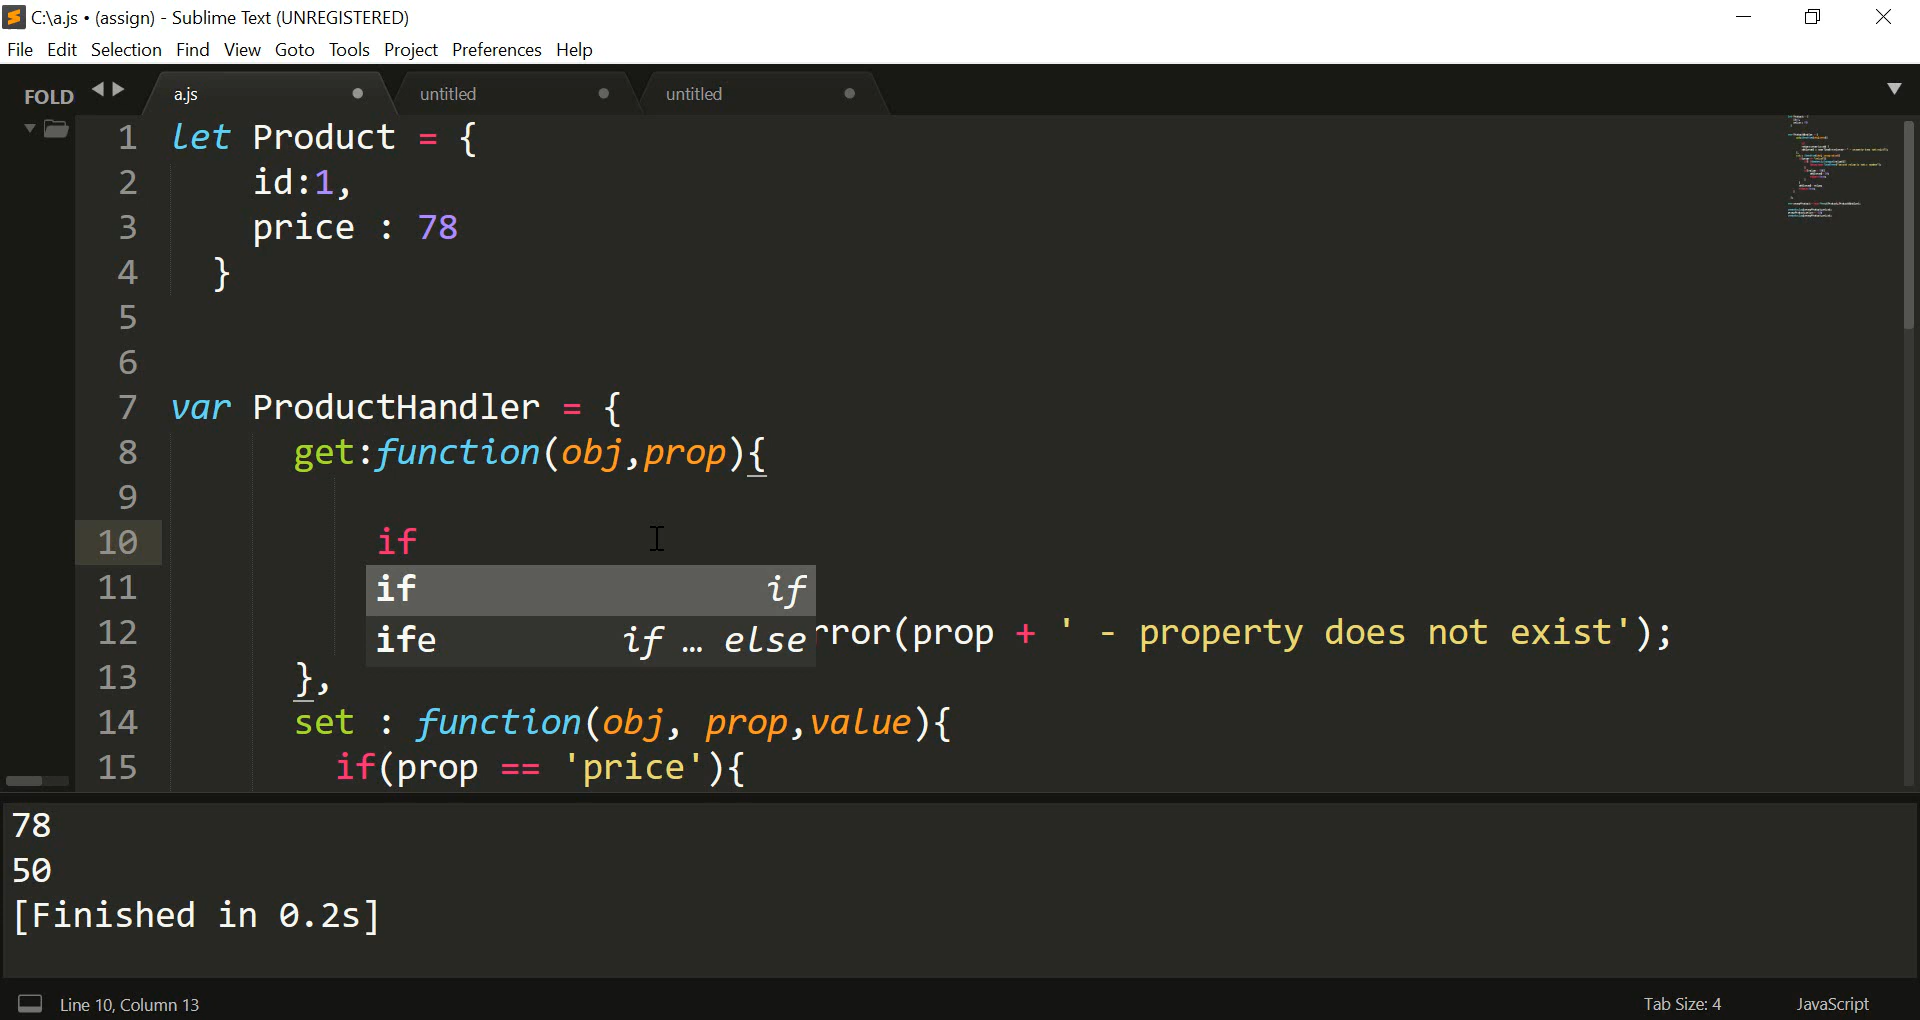 C:\a.js • (assign) - Sublime Text (UNREGISTERED)
File Edit Selection Find View Goto Tools Project Preferences Help
FOLD a.js untitled untitled
1 let Product = {
2 id:1,
3 price : 78
4 }
5
6
7 var ProductHandler = {
8 get:function(obj,prop){
9
10 if
11 if if
12 ife if … else rror(prop + ' - property does not exist');
13 },
14 set : function(obj, prop,value){
15 if(prop == 'price'){
78
50
[Finished in 0.2s]
Line 10, Column 13 Tab Size: 4 JavaScript